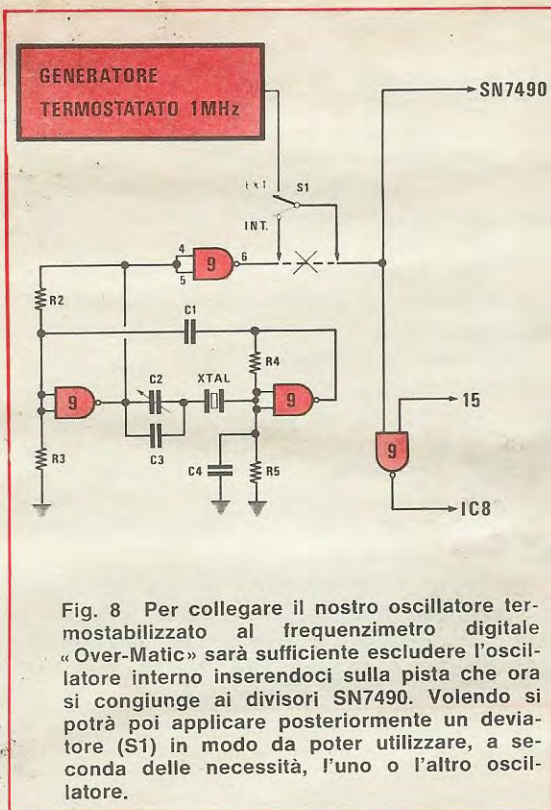 GENERATORE
TERMOSTATATO 1MHz
SN7490
EXT
S1
INT.
4
5
9
6
R2
C1
R4
C2
XTAL
9
9
C3
R3
C4
R5
15
9
IC8
Fig. 8 Per collegare il nostro oscillatore ter-
mostabilizzato al frequenzimetro digitale
« Over-Matic» sarà sufficiente escludere l'oscil-
latore interno inserendoci sulla pista che ora
si congiunge ai divisori SN7490. Volendo si
potrà poi applicare posteriormente un devia-
tore (S1) in modo da poter utilizzare, a se-
conda delle necessità, l'uno o l'altro oscil-
latore.